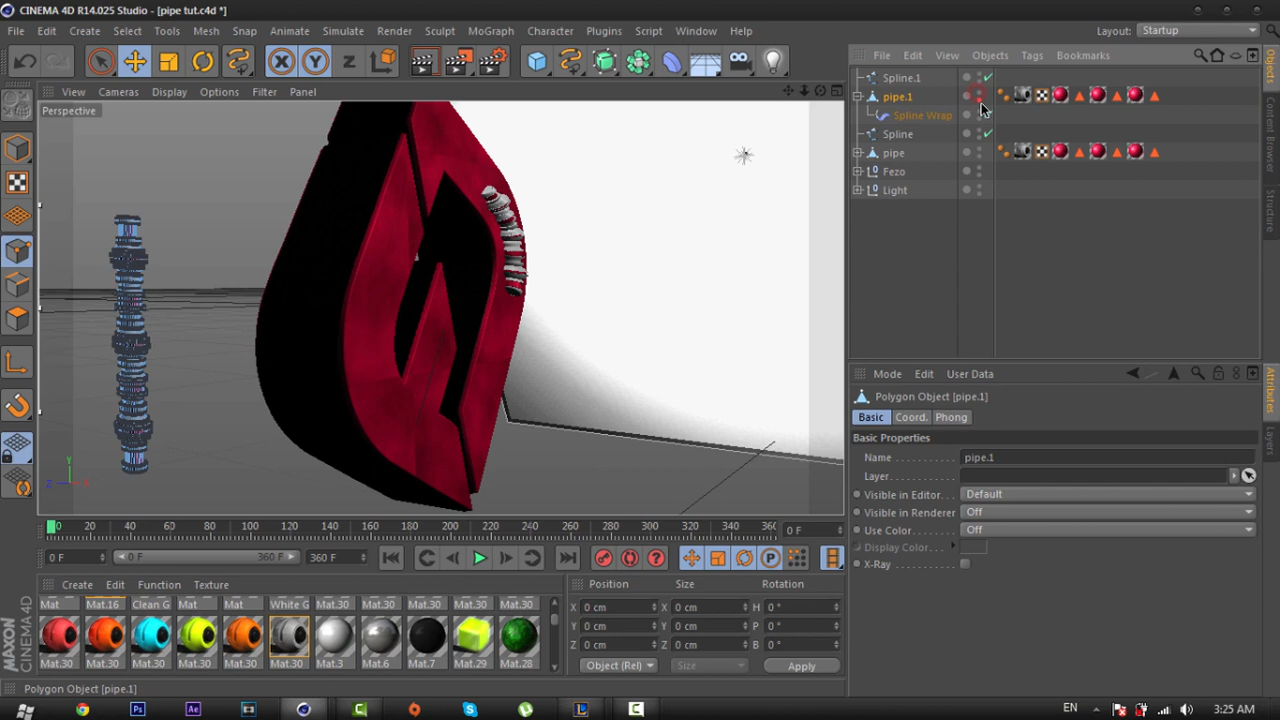 CINEMA 4D R14.025 Studio - [pipe tut.c4d *]
File Edit Create Select Tools Mesh Snap Animate Simulate Render Sculpt MoGraph Character Plugins Script Window Help Layout: Startup
File Edit View Objects Tags Bookmarks
View Cameras Display Options Filter Panel
Perspective
Spline.1
pipe.1
Spline Wrap
Spline
pipe
Fezo
Light
Objects
Content Browser
Structure
Mode Edit User Data
Polygon Object [pipe.1]
Basic Coord. Phong
Basic Properties
Name pipe.1
Layer
Visible in Editor Default
Visible in Renderer Off
Use Color Off
Display Color
X-Ray
Attributes
Layers
0 20 40 60 80 100 120 140 160 180 200 220 240 260 280 300 320 340 36( 0 F
0 F 0 F 360 F 360 F
Create Edit Function Texture
Mat Mat.16 Clean G Mat Mat White G Mat.30 Mat.30 Mat.30 Mat.30 Mat.30
Mat.30 Mat.30 Mat.30 Mat.30 Mat.30 Mat.30 Mat.3 Mat.6 Mat.7 Mat.29 Mat.28
Position Size Rotation
X 0 cm X 0 cm H 0 °
Y 0 cm Y 0 cm P 0 °
Z 0 cm Z 0 cm B 0 °
Object (Rel) Size Apply
MAXON CINEMA 4D
Polygon Object [pipe.1]
EN 3:25 AM